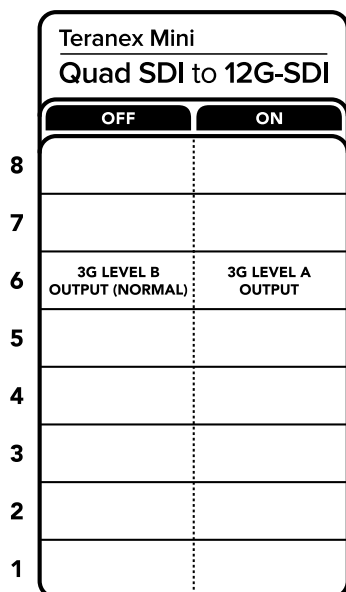 Teranex Mini
Quad SDI to 12G-SDI
OFF ON
8
7
6 3G LEVEL B OUTPUT (NORMAL) 3G LEVEL A OUTPUT
5
4
3
2
1